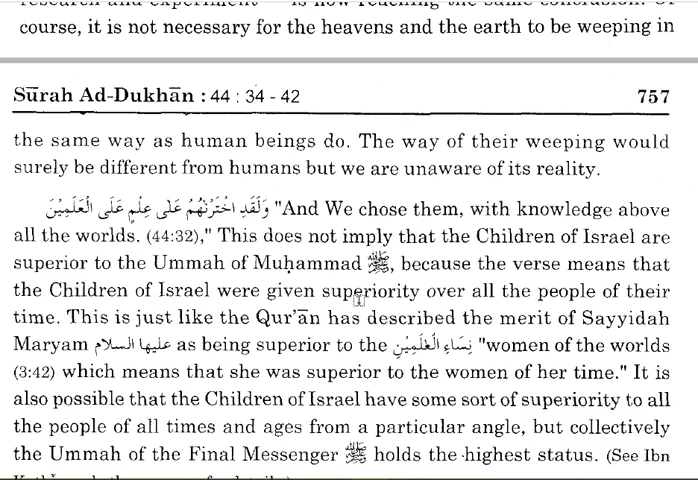 course, it is not necessary for the heavens and the earth to be weeping in
Sūrah Ad-Dukhān : 44 : 34 - 42 757
the same way as human beings do. The way of their weeping would
surely be different from humans but we are unaware of its reality.
وَلَقَدِ اخْتَرْنٰهُمْ عَلٰى عِلْمٍ عَلَى الْعٰلَمِيْنَ "And We chose them, with knowledge above
all the worlds. (44:32)," This does not imply that the Children of Israel are
superior to the Ummah of Muḥammad ﷺ, because the verse means that
the Children of Israel were given superiority over all the people of their
time. This is just like the Qur'ān has described the merit of Sayyidah
Maryam عليها السلام as being superior to the نِسَاءِ الْعٰلَمِيْنَ "women of the worlds
(3:42) which means that she was superior to the women of her time." It is
also possible that the Children of Israel have some sort of superiority to all
the people of all times and ages from a particular angle, but collectively
the Ummah of the Final Messenger ﷺ holds the highest status. (See Ibn